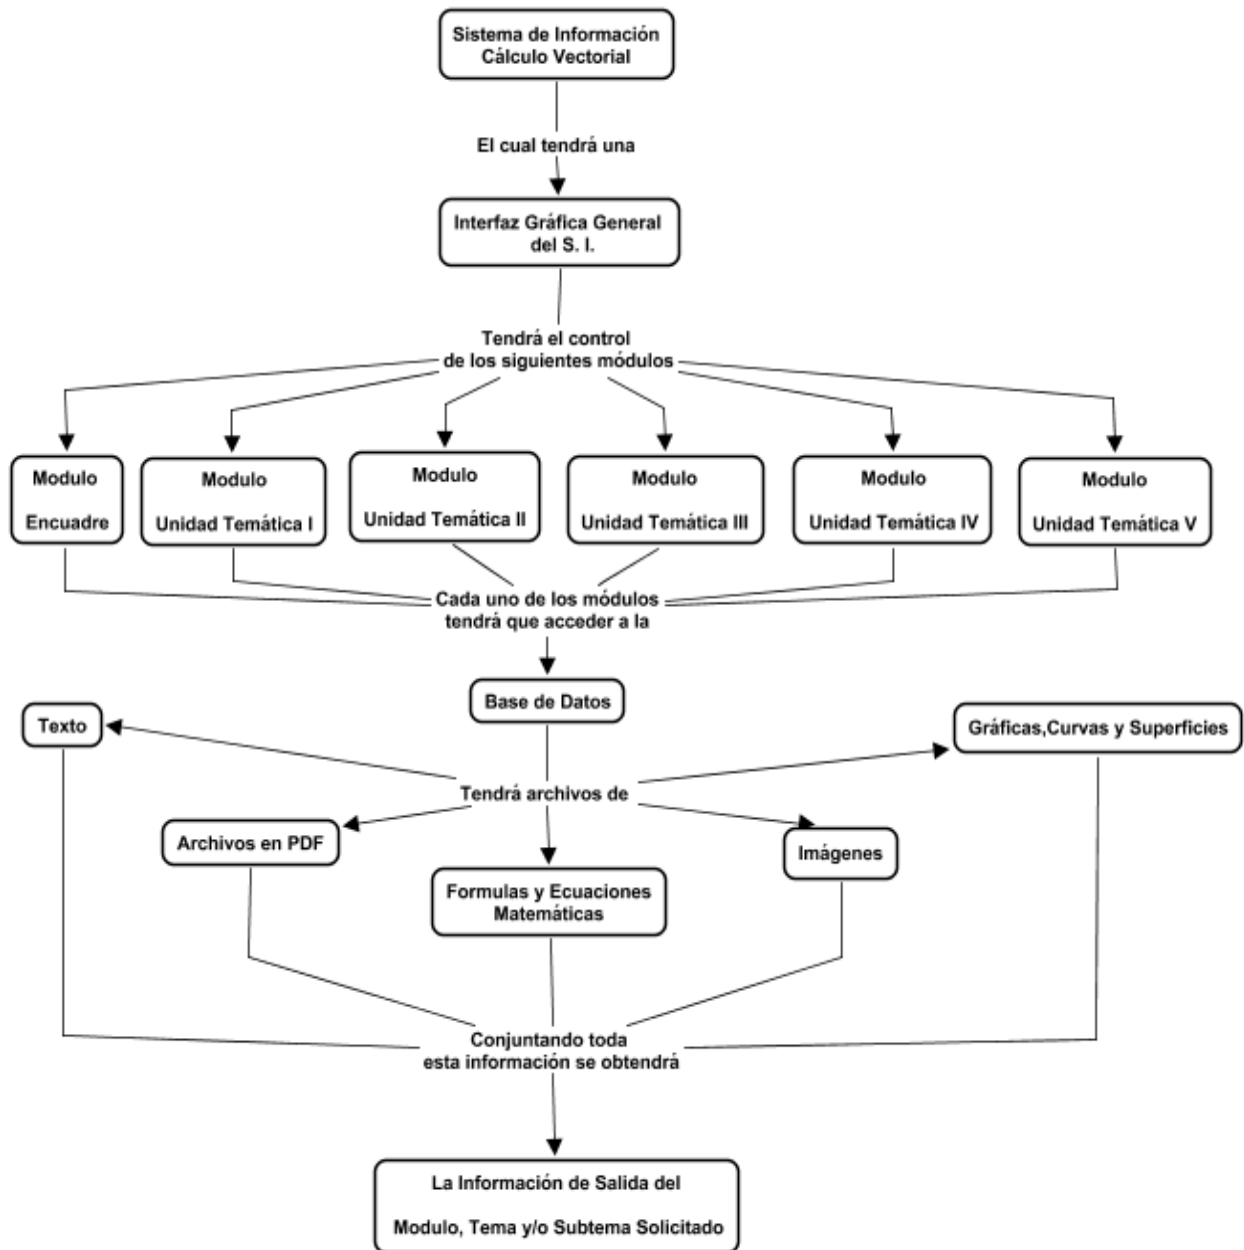 Sistema de Información
Cálculo Vectorial
El cual tendrá una
Interfaz Gráfica General
del S. I.
Tendrá el control
de los siguientes módulos
Modulo
Encuadre
Modulo
Unidad Temática I
Modulo
Unidad Temática II
Modulo
Unidad Temática III
Modulo
Unidad Temática IV
Modulo
Unidad Temática V
Cada uno de los módulos
tendrá que acceder a la
Base de Datos
Texto
Gráficas,Curvas y Superficies
Tendrá archivos de
Archivos en PDF
Imágenes
Formulas y Ecuaciones
Matemáticas
Conjuntando toda
esta información se obtendrá
La Información de Salida del
Modulo, Tema y/o Subtema Solicitado